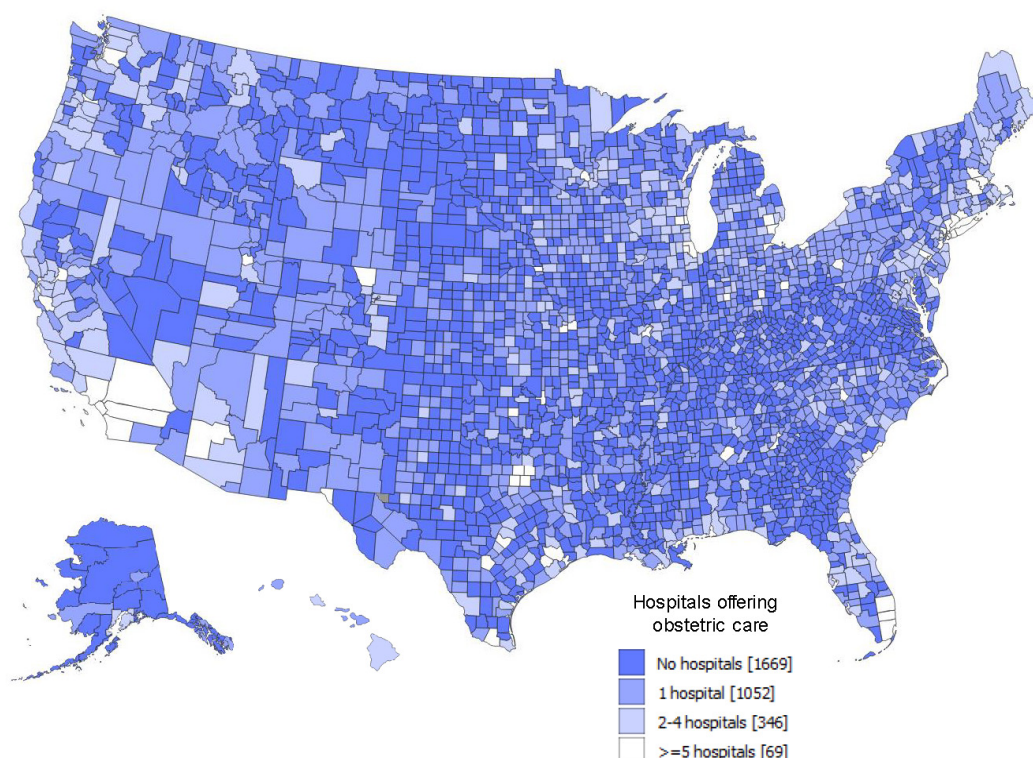 Hospitals offering
obstetric care
No hospitals [1669]
1 hospital [1052]
2-4 hospitals [346]
>=5 hospitals [69]